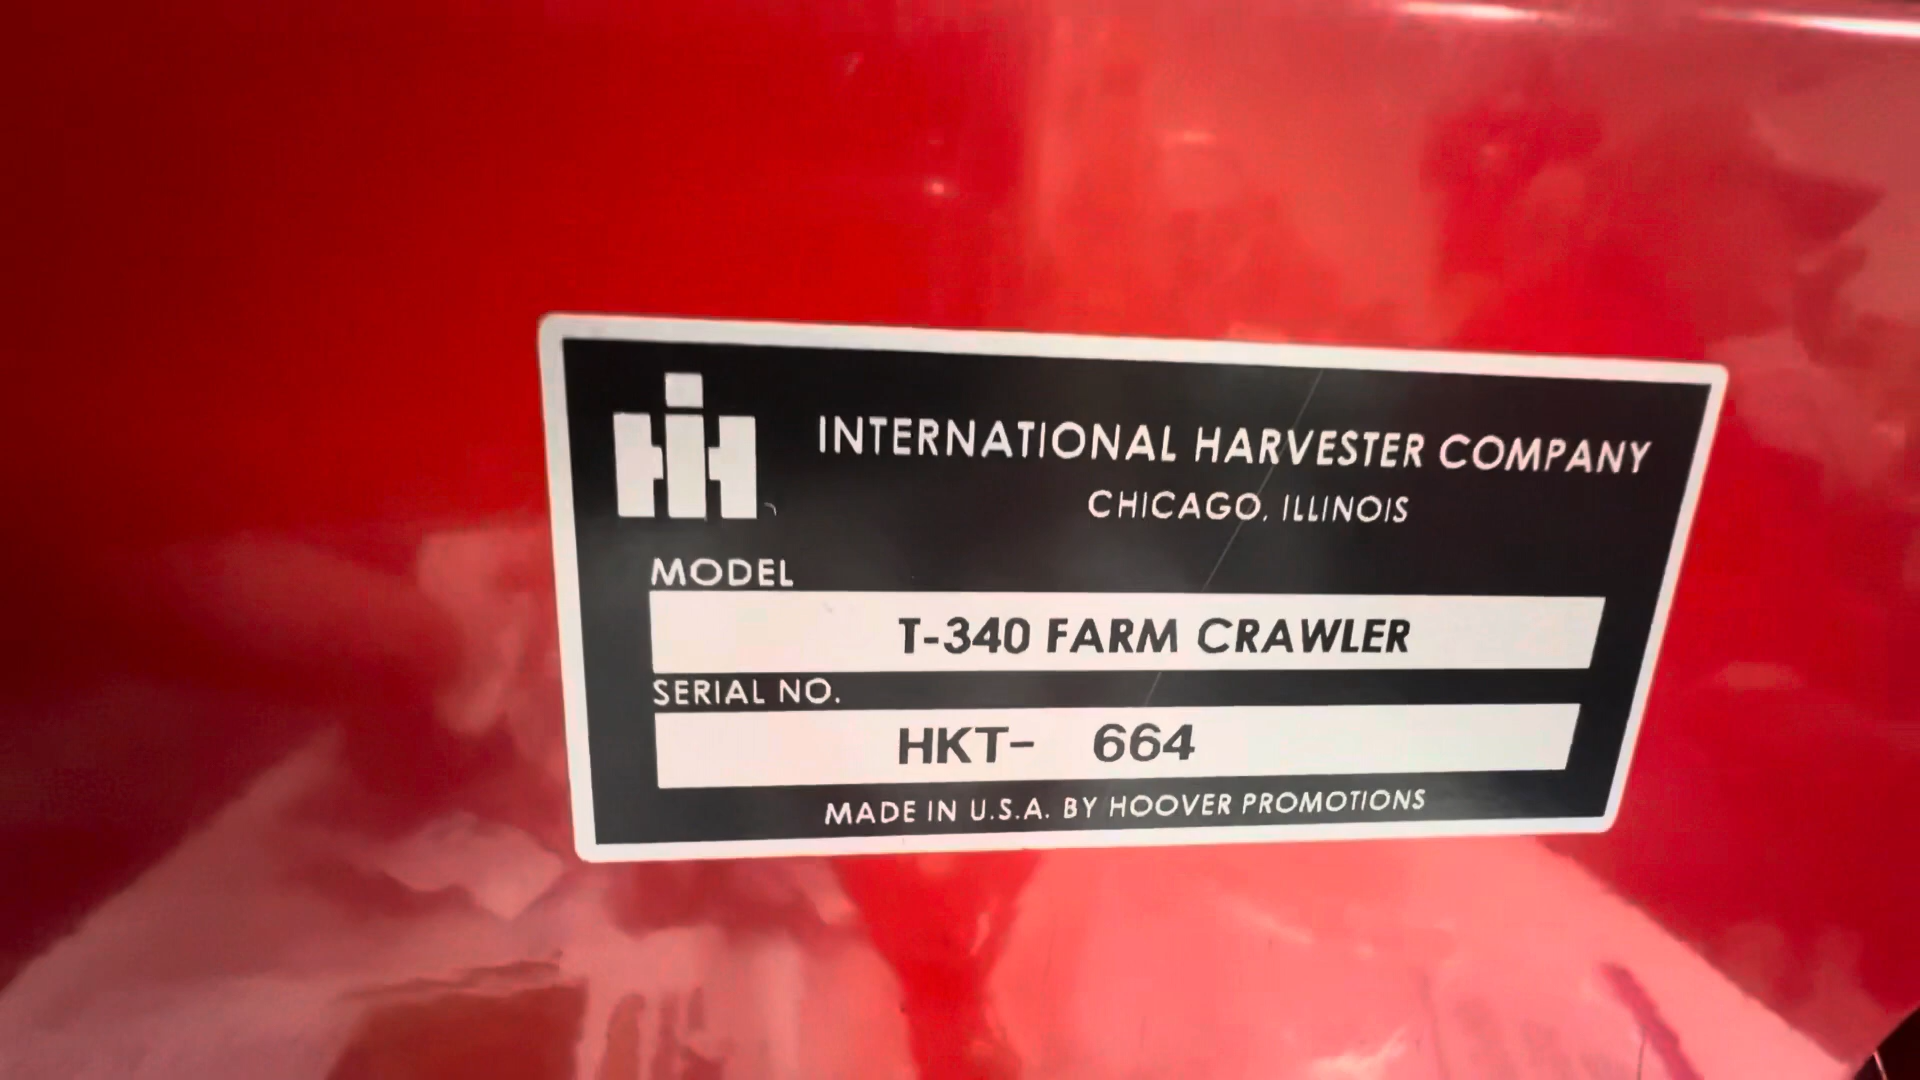 IH
INTERNATIONAL HARVESTER COMPANY
CHICAGO, ILLINOIS
MODEL
T-340 FARM CRAWLER
SERIAL NO.
HKT- 664
MADE IN U.S.A. BY HOOVER PROMOTIONS